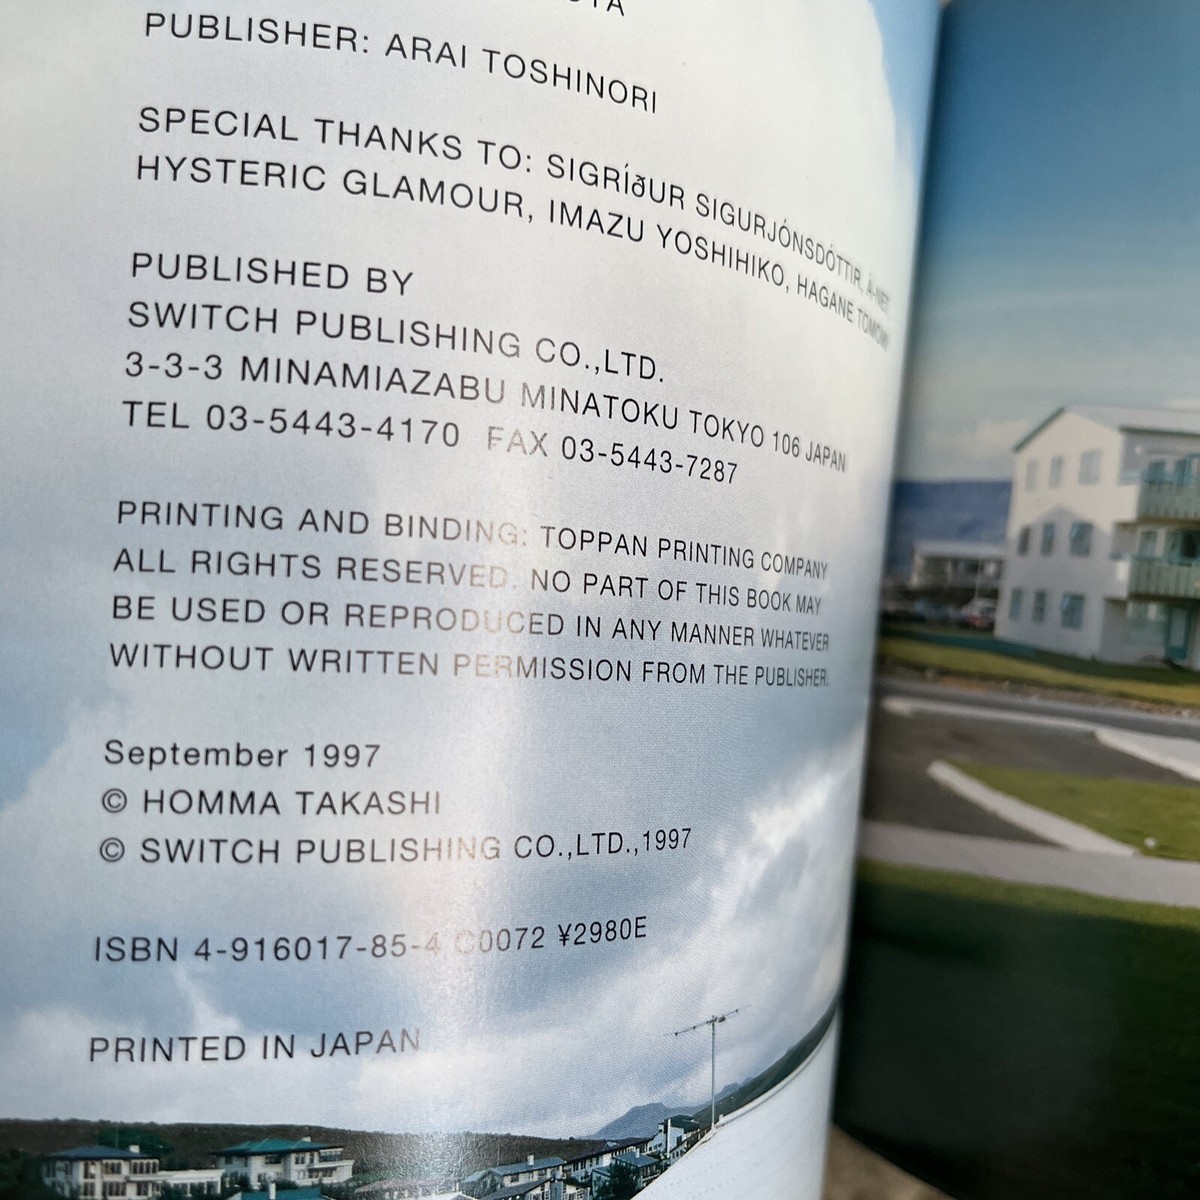 PUBLISHER: ARAI TOSHINORI
SPECIAL THANKS TO: SIGRÍðUR SIGURJÓNSDÓTTIR, A-NET
HYSTERIC GLAMOUR, IMAZU YOSHIHIKO, HAGANE TOMOMI
PUBLISHED BY
SWITCH PUBLISHING CO.,LTD.
3-3-3 MINAMIAZABU MINATOKU TOKYO 106 JAPAN
TEL 03-5443-4170 FAX 03-5443-7287
PRINTING AND BINDING: TOPPAN PRINTING COMPANY
ALL RIGHTS RESERVED. NO PART OF THIS BOOK MAY
BE USED OR REPRODUCED IN ANY MANNER WHATEVER
WITHOUT WRITTEN PERMISSION FROM THE PUBLISHER.
September 1997
© HOMMA TAKASHI
© SWITCH PUBLISHING CO.,LTD.,1997
ISBN 4-916017-85-4 C0072 ¥2980E
PRINTED IN JAPAN